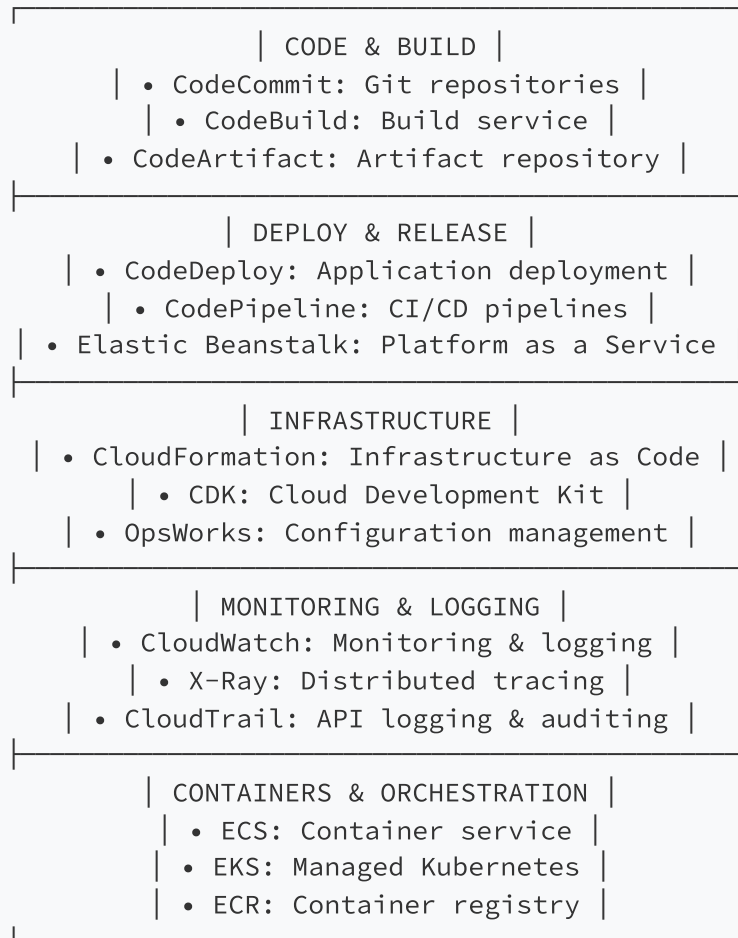 ┌──────────────────────────────
│ CODE & BUILD │
│ • CodeCommit: Git repositories │
│ • CodeBuild: Build service │
│ • CodeArtifact: Artifact repository │
├──────────────────────────────
│ DEPLOY & RELEASE │
│ • CodeDeploy: Application deployment │
│ • CodePipeline: CI/CD pipelines │
│ • Elastic Beanstalk: Platform as a Service
├──────────────────────────────
│ INFRASTRUCTURE │
│ • CloudFormation: Infrastructure as Code │
│ • CDK: Cloud Development Kit │
│ • OpsWorks: Configuration management │
├──────────────────────────────
│ MONITORING & LOGGING │
│ • CloudWatch: Monitoring & logging │
│ • X-Ray: Distributed tracing │
│ • CloudTrail: API logging & auditing │
├──────────────────────────────
│ CONTAINERS & ORCHESTRATION │
│ • ECS: Container service │
│ • EKS: Managed Kubernetes │
│ • ECR: Container registry │